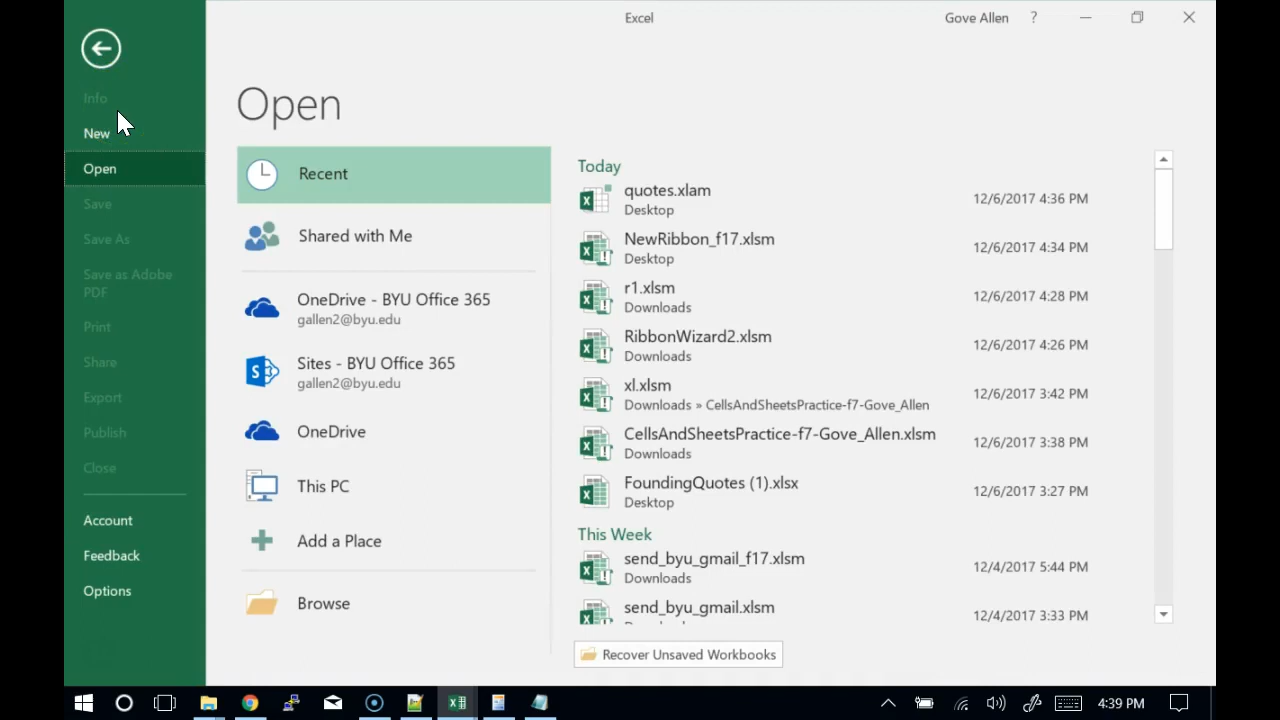 Excel
Gove Allen
?
Info
New
Open
Save
Save As
Save as Adobe
PDF
Print
Share
Export
Publish
Close
Account
Feedback
Options
Open
Recent
Shared with Me
OneDrive - BYU Office 365
gallen2@byu.edu
Sites - BYU Office 365
gallen2@byu.edu
OneDrive
This PC
Add a Place
Browse
Today
quotes.xlam
Desktop
12/6/2017 4:36 PM
NewRibbon_f17.xlsm
Desktop
12/6/2017 4:34 PM
r1.xlsm
Downloads
12/6/2017 4:28 PM
RibbonWizard2.xlsm
Downloads
12/6/2017 4:26 PM
xl.xlsm
Downloads » CellsAndSheetsPractice-f7-Gove_Allen
12/6/2017 3:42 PM
CellsAndSheetsPractice-f7-Gove_Allen.xlsm
Downloads
12/6/2017 3:38 PM
FoundingQuotes (1).xlsx
Desktop
12/6/2017 3:27 PM
This Week
send_byu_gmail_f17.xlsm
Downloads
12/4/2017 5:44 PM
send_byu_gmail.xlsm
12/4/2017 3:33 PM
Recover Unsaved Workbooks
4:39 PM